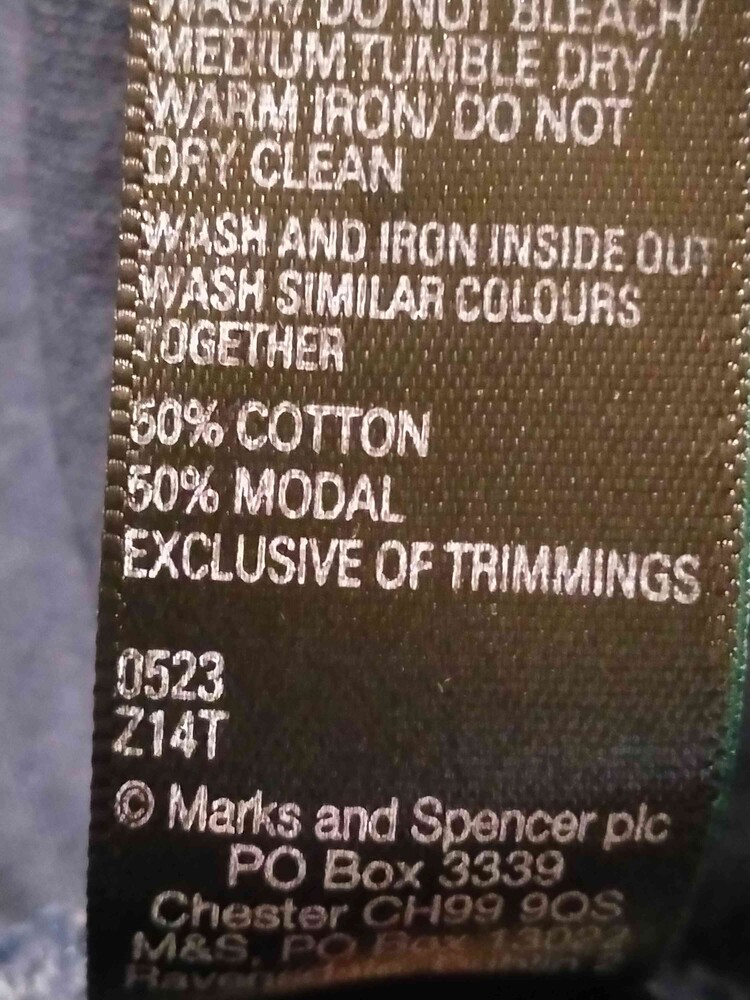 WASH/ DO NOT BLEACH/
MEDIUM TUMBLE DRY/
WARM IRON/ DO NOT
DRY CLEAN
WASH AND IRON INSIDE OUT
WASH SIMILAR COLOURS
TOGETHER
50% COTTON
50% MODAL
EXCLUSIVE OF TRIMMINGS
0523
Z14T
© Marks and Spencer plc
PO Box 3339
Chester CH99 9QS
M&S, PO Box